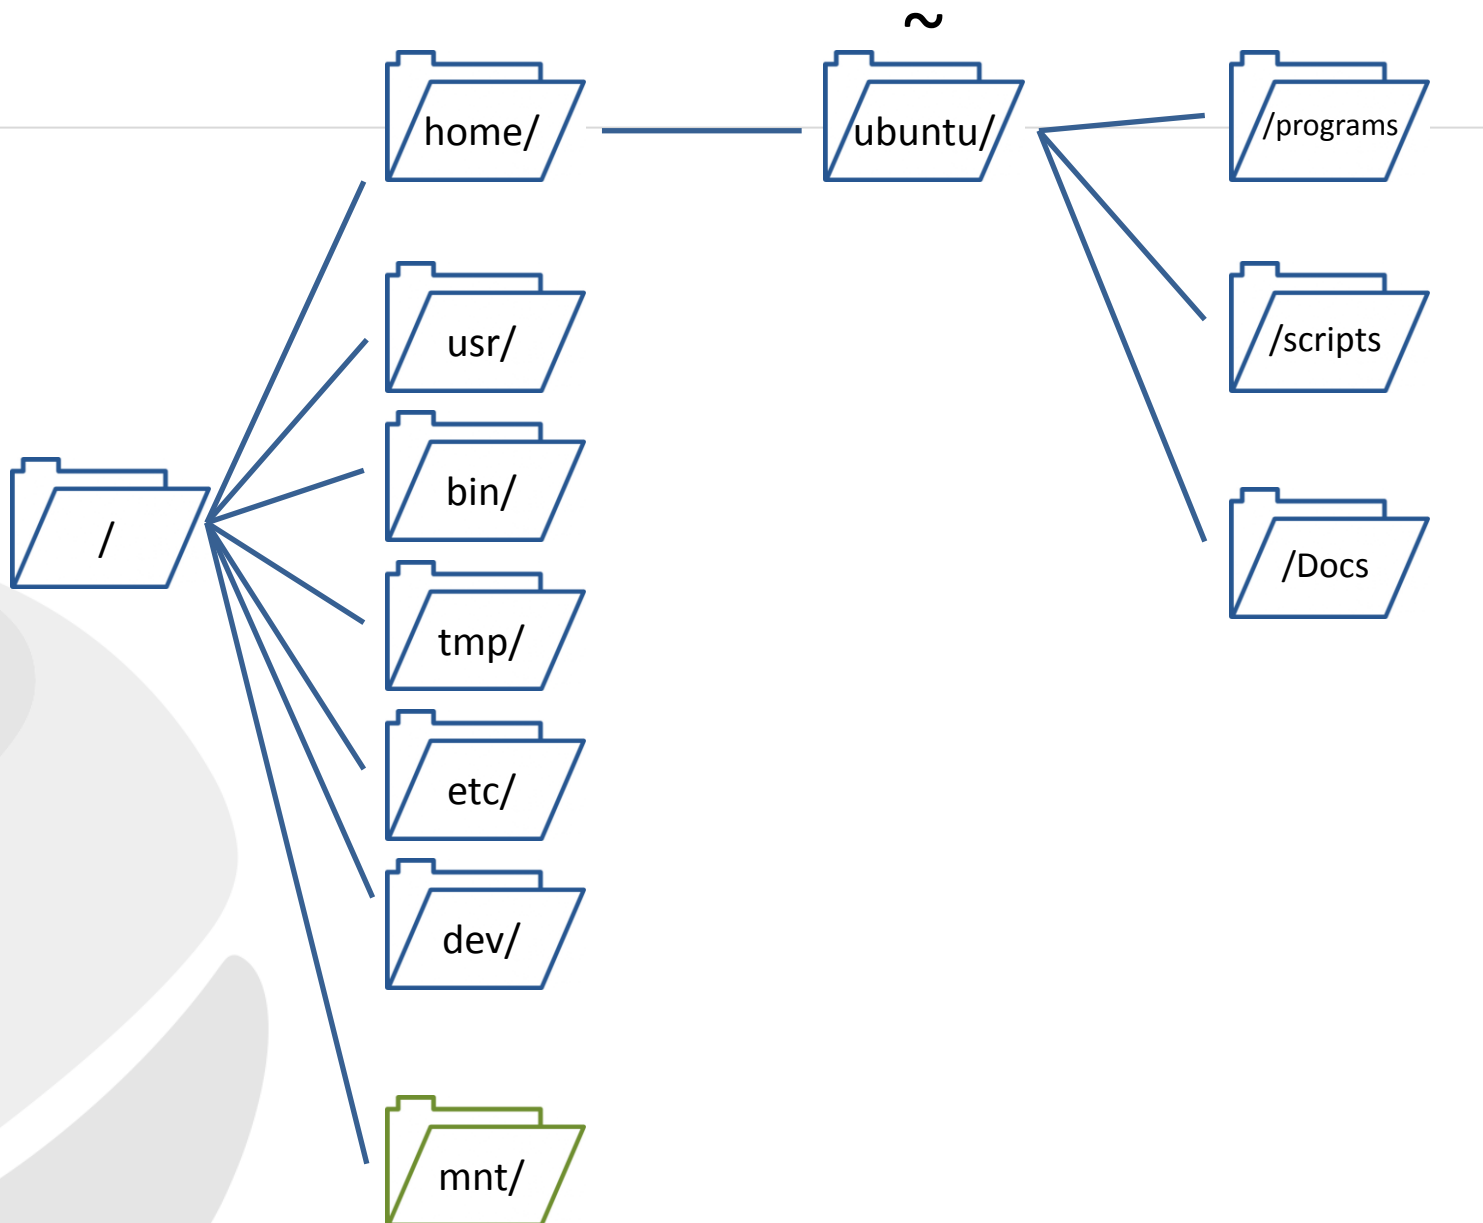 ~
home/
ubuntu/
/programs
usr/
/scripts
bin/
/
/Docs
tmp/
etc/
dev/
mnt/